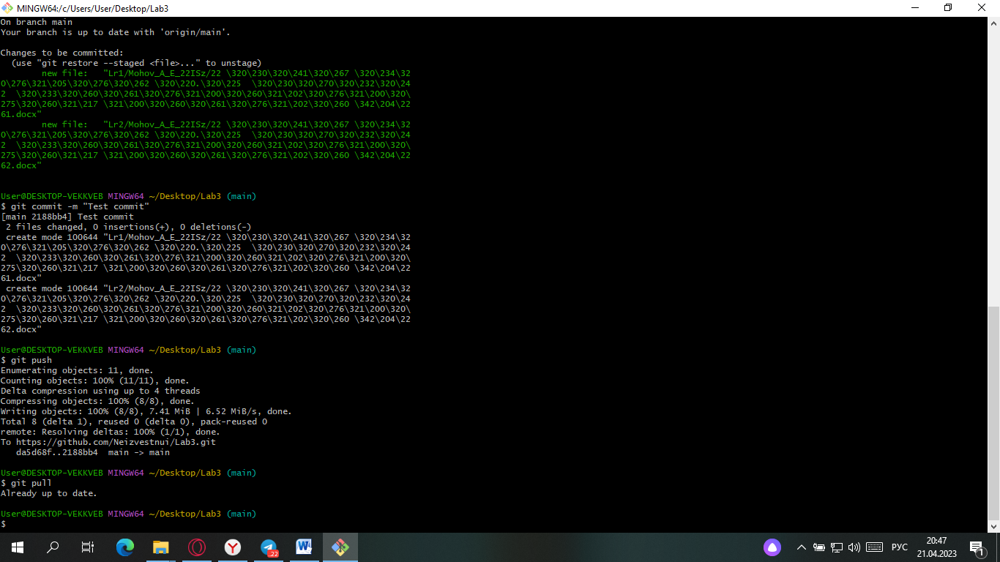 MINGW64:/c/Users/User/Desktop/Lab3
On branch main
Your branch is up to date with 'origin/main'.
Changes to be committed:
  (use "git restore --staged <file>..." to unstage)
        new file:   "Lr1/Mohov_A_E_22ISz/22 \320\230\320\241\320\267 \320\234\32
0\276\321\205\320\276\320\262 \320\220.\320\225  \320\230\320\270\320\232\320\24
2  \320\233\320\260\320\261\320\276\321\200\320\260\321\202\320\276\321\200\320\
275\320\260\321\217 \321\200\320\260\320\261\320\276\321\202\320\260 \342\204\22
61.docx"
        new file:   "Lr2/Mohov_A_E_22ISz/22 \320\230\320\241\320\267 \320\234\32
0\276\321\205\320\276\320\262 \320\220.\320\225  \320\230\320\270\320\232\320\24
2  \320\233\320\260\320\261\320\276\321\200\320\260\321\202\320\276\321\200\320\
275\320\260\321\217 \321\200\320\260\320\261\320\276\321\202\320\260 \342\204\22
62.docx"
User@DESKTOP-VEKKVEB MINGW64 ~/Desktop/Lab3 (main)
$ git commit -m "Test commit"
[main 2188bb4] Test commit
 2 files changed, 0 insertions(+), 0 deletions(-)
 create mode 100644 "Lr1/Mohov_A_E_22ISz/22 \320\230\320\241\320\267 \320\234\32
0\276\321\205\320\276\320\262 \320\220.\320\225  \320\230\320\270\320\232\320\24
2  \320\233\320\260\320\261\320\276\321\200\320\260\321\202\320\276\321\200\320\
275\320\260\321\217 \321\200\320\260\320\261\320\276\321\202\320\260 \342\204\22
61.docx"
 create mode 100644 "Lr2/Mohov_A_E_22ISz/22 \320\230\320\241\320\267 \320\234\32
0\276\321\205\320\276\320\262 \320\220.\320\225  \320\230\320\270\320\232\320\24
2  \320\233\320\260\320\261\320\276\321\200\320\260\321\202\320\276\321\200\320\
275\320\260\321\217 \321\200\320\260\320\261\320\276\321\202\320\260 \342\204\22
62.docx"
User@DESKTOP-VEKKVEB MINGW64 ~/Desktop/Lab3 (main)
$ git push
Enumerating objects: 11, done.
Counting objects: 100% (11/11), done.
Delta compression using up to 4 threads
Compressing objects: 100% (8/8), done.
Writing objects: 100% (8/8), 7.41 MiB | 6.52 MiB/s, done.
Total 8 (delta 1), reused 0 (delta 0), pack-reused 0
remote: Resolving deltas: 100% (1/1), done.
To https://github.com/Neizvestnui/Lab3.git
   da5d68f..2188bb4  main -> main
User@DESKTOP-VEKKVEB MINGW64 ~/Desktop/Lab3 (main)
$ git pull
Already up to date.
User@DESKTOP-VEKKVEB MINGW64 ~/Desktop/Lab3 (main)
$
22
РУС
20:47
21.04.2023
1